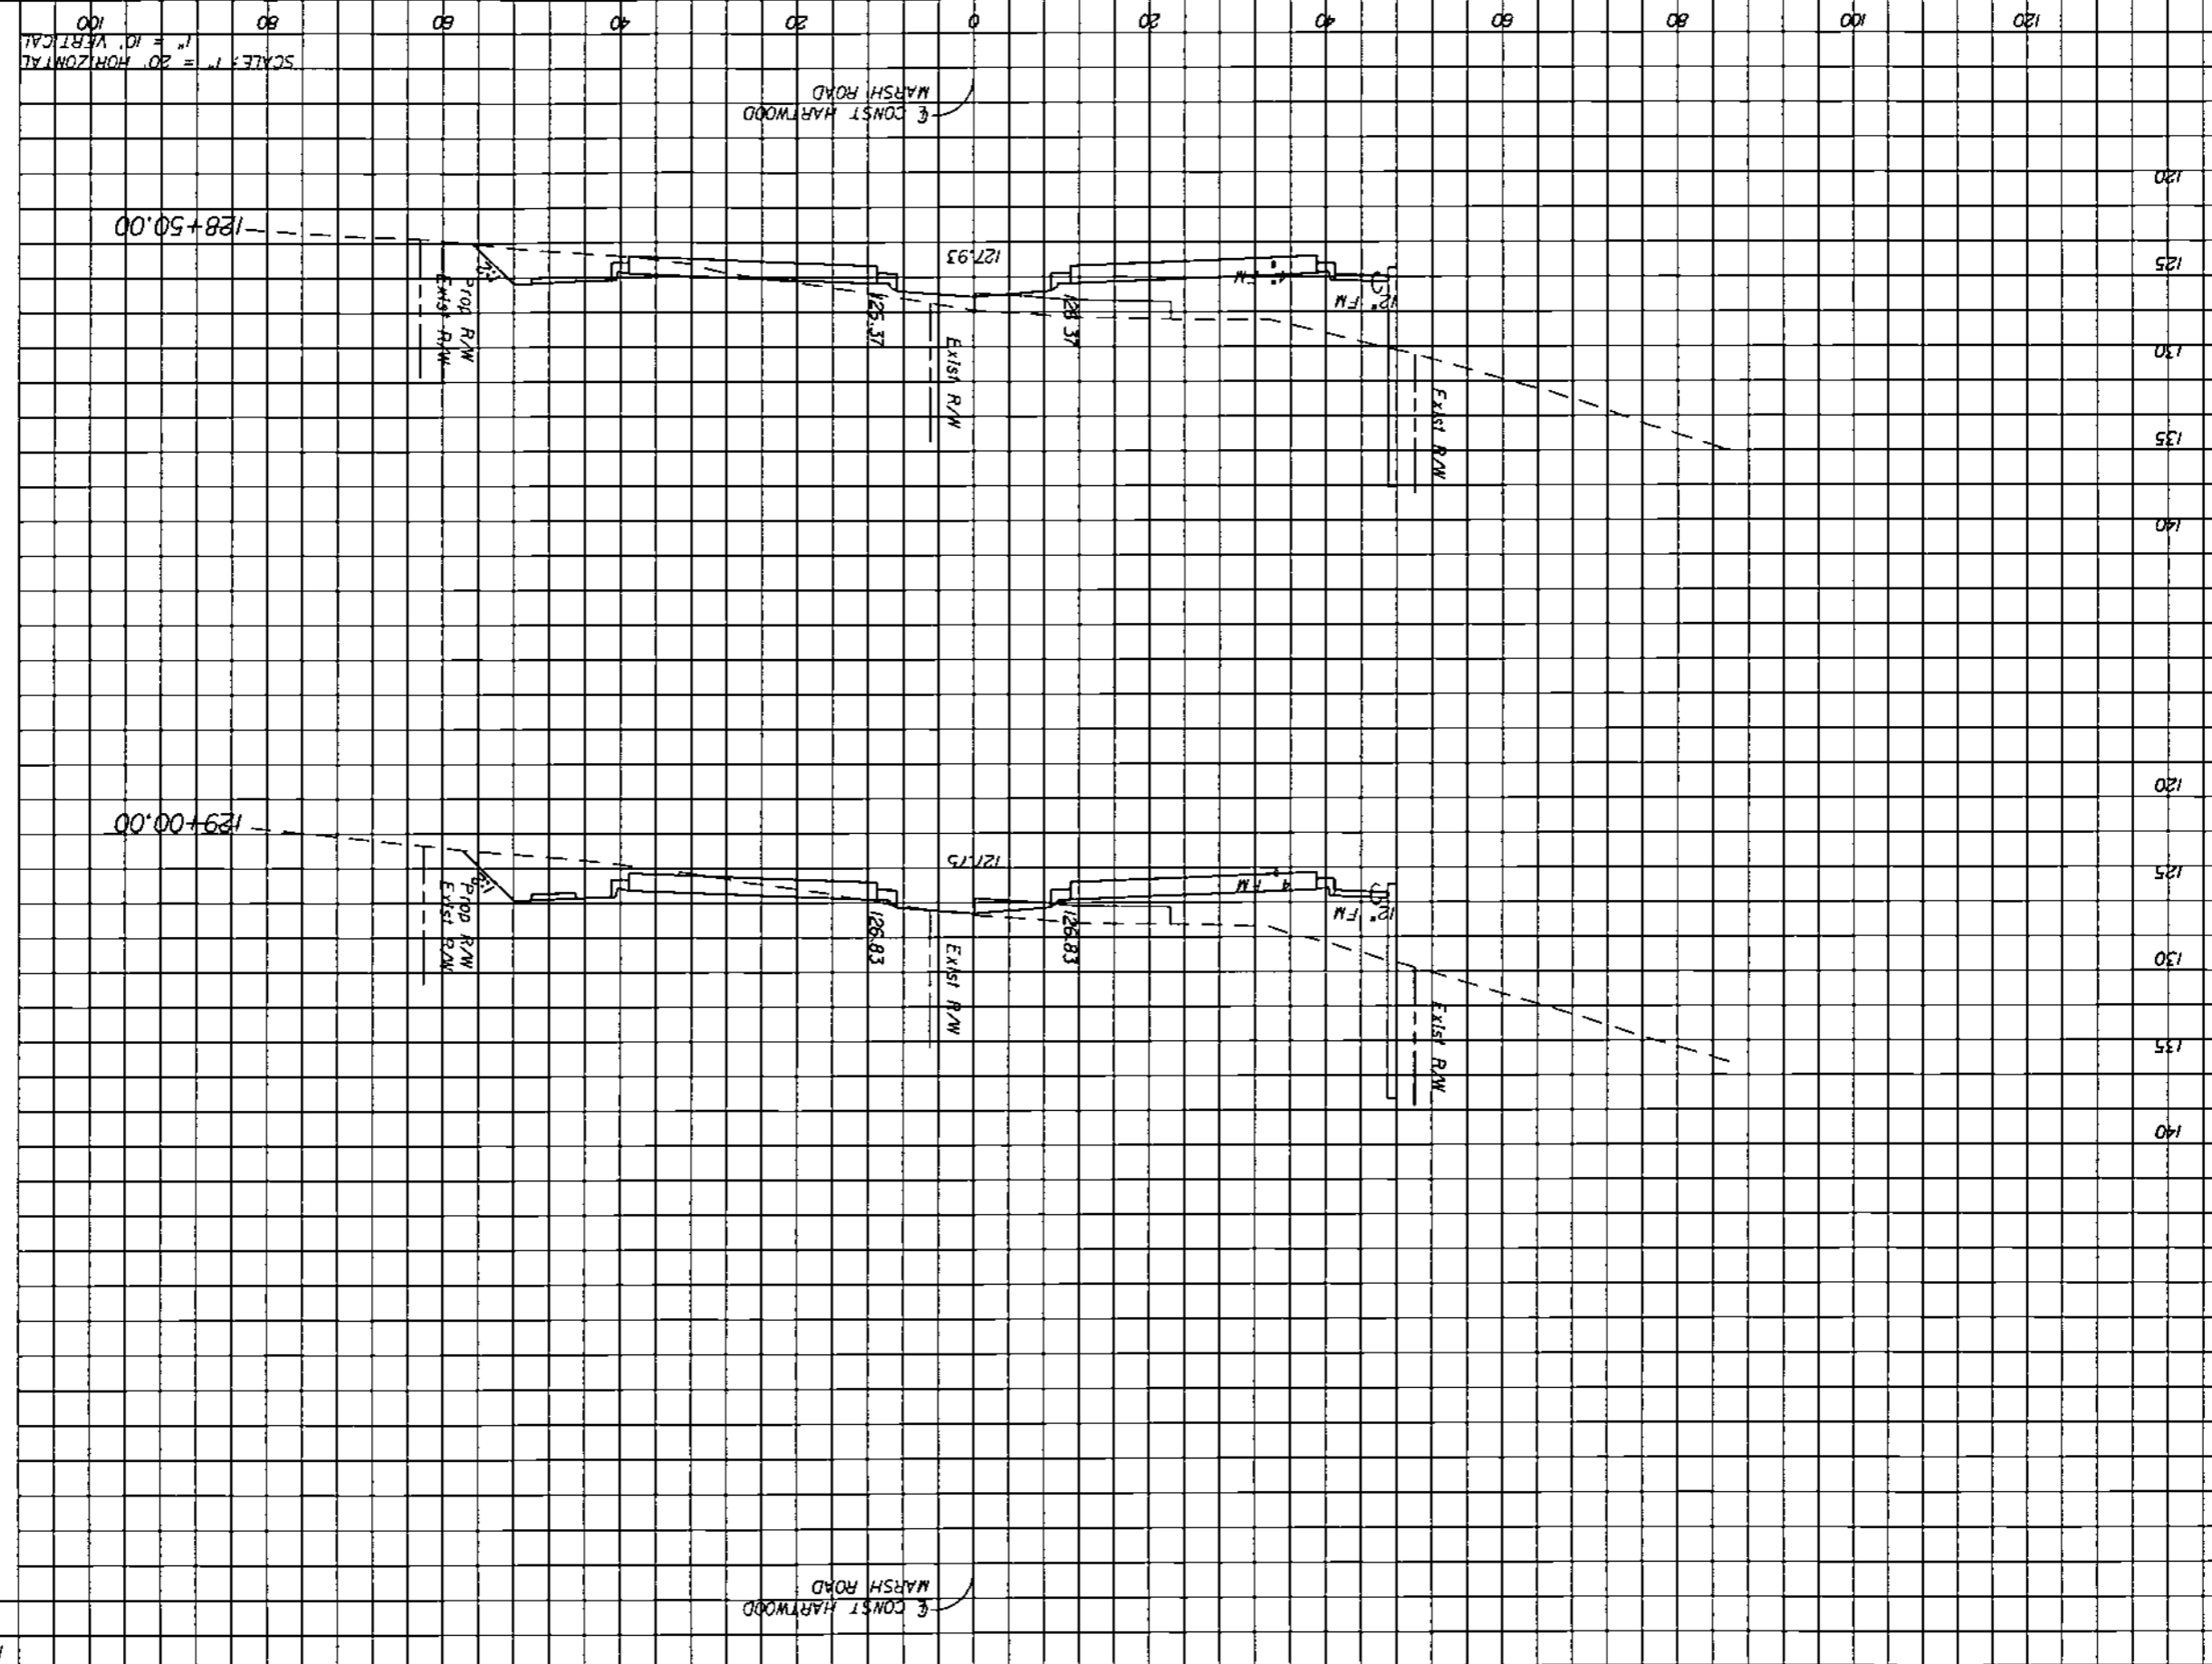 ℄ CONST HARTWOOD
MARSH ROAD
140
135
130
125
120
Exist R/W
Exist R/W
Prop R/W
Exist R/W
126.83
126.83
12" FM
4" FM
127.75
129+00.00
140
135
130
125
120
Exist R/W
Exist R/W
Prop R/W
Exist R/W
126.37
126.37
12" FM
4" FM
127.93
128+50.00
℄ CONST HARTWOOD
MARSH ROAD
SCALE: 1" = 20' HORIZONTAL
1" = 10' VERTICAL
120 100 80 60 40 20 0 20 40 60 80 100